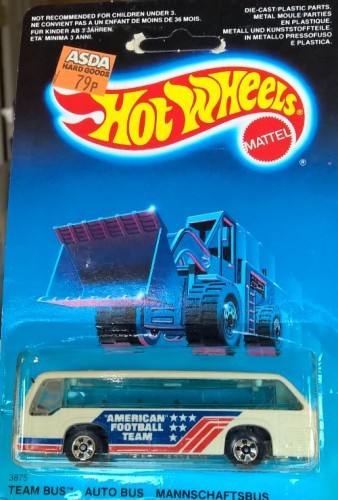 NOT RECOMMENDED FOR CHILDREN UNDER 3.
NE CONVIENT PAS A UN ENFANT DE MOINS DE 36 MOIS.
FÜR KINDER AB 3 JAHREN.
ETA' MINIMA 3 ANNI.
DIE-CAST/PLASTIC PARTS.
METAL MOULE/PARTIES
EN PLASTIQUE.
METALL UND KUNSTSTOFFTEILE.
IN METALLO PRESSOFUSO
E PLASTICA.
ASDA
HARD GOODS
79P
Hot Wheels
MATTEL
®
"AMERICAN"
FOOTBALL
TEAM
3875
TEAM BUS™ AUTO BUS MANNSCHAFTSBUS